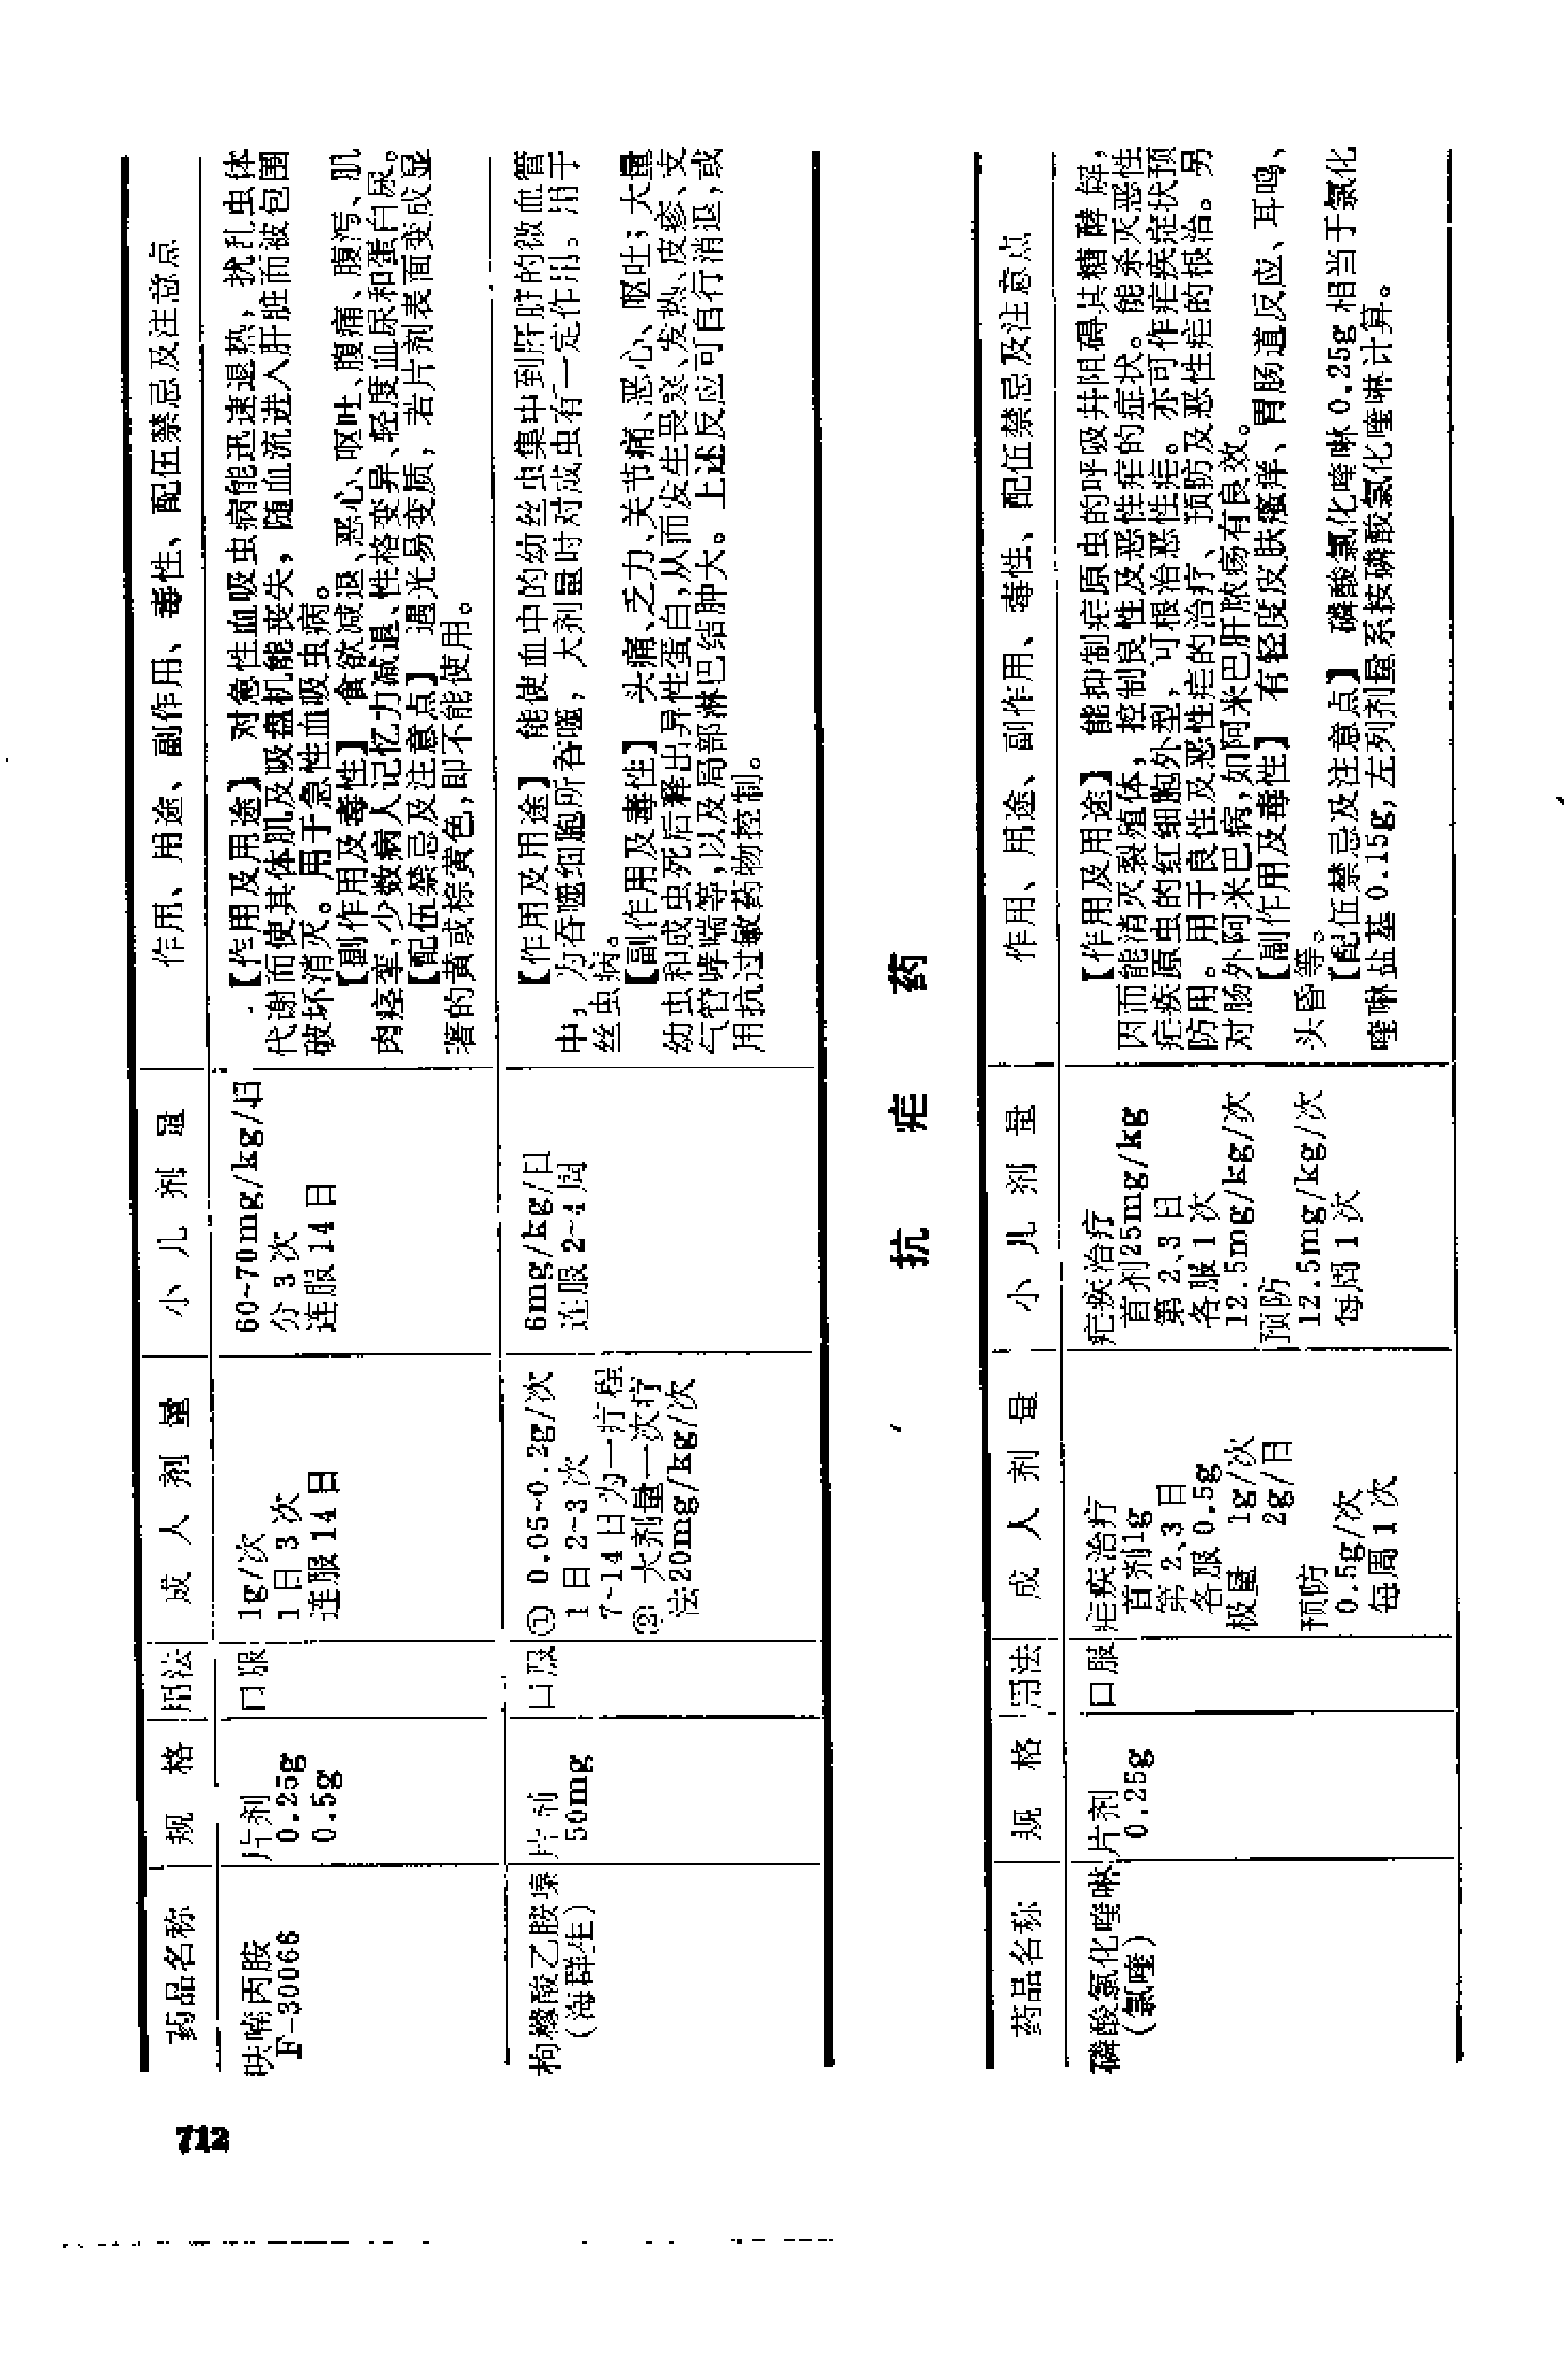 药品名称 规格 用法 成人剂量 小儿剂量 作用、用途、副作用、毒性、配伍禁忌及注意点
呋喃丙胺
F-30066
片剂
0.25g
0.5g
口服
1g/次
1日3次
连服14日
60~70mg/kg/日
分3次
连服14日
【作用及用途】 对急性血吸虫病能迅速退热，扰乱虫体
代谢而使其体肌及吸盘机能丧失，随血流进入肝脏而被包围
破坏消灭。用于急性血吸虫病。
【副作用及毒性】 食欲减退、恶心、呕吐、腹痛、腹泻、肌
肉痉挛，少数病人记忆力减退、性格变异、轻度血尿和蛋白尿。
【配伍禁忌及注意点】 遇光易变质，若片剂表面变成显
著的黄或棕黄色，即不能使用。
枸橼酸乙胺嗪
（海群生）
片剂
50mg
口服
① 0.05~0.2g/次
1日2~3次
7~14日为一疗程
② 大剂量一次疗
法20mg/kg/次
6mg/kg/日
连服2~4周
【作用及用途】 能使血中的幼丝虫集中到肝脏的微血管
中，为吞噬细胞所吞噬，大剂量时对成虫有一定作用。用于
丝虫病。
【副作用及毒性】 头痛、乏力、关节痛、恶心、呕吐；大量
幼虫和成虫死后释出异性蛋白，从而发生畏寒、发热、皮疹、支
气管哮喘等，以及局部淋巴结肿大。上述反应可自行消退，或
用抗过敏药物控制。
抗疟药
药品名称 规格 用法 成人剂量 小儿剂量 作用、用途、副作用、毒性、配伍禁忌及注意点
磷酸氯化喹啉
（氯喹）
片剂
0.25g
口服
疟疾治疗
首剂1g
第2、3日
各服0.5g
极量 1g/次
2g/日
预防
0.5g/次
每周1次
疟疾治疗
首剂25mg/kg
第2、3日
各服1次
12.5mg/kg/次
预防
12.5mg/kg/次
每周1次
【作用及用途】 能抑制疟原虫的呼吸并阻碍其糖酵解，
因而能消灭裂殖体，控制良性及恶性疟的症状。能杀灭恶性
疟疾原虫的红细胞外型，可根治恶性疟。亦可作疟疾症状预
防用。用于良性及恶性疟的治疗、预防及恶性疟的根治。另
对肠外阿米巴病，如阿米巴肝脓疡有良效。
【副作用及毒性】 有轻度皮肤瘙痒、胃肠道反应、耳鸣、
头昏等。
【配伍禁忌及注意点】 磷酸氯化喹啉0.25g相当于氯化
喹啉盐基0.15g，左列剂量系按磷酸氯化喹啉计算。
712